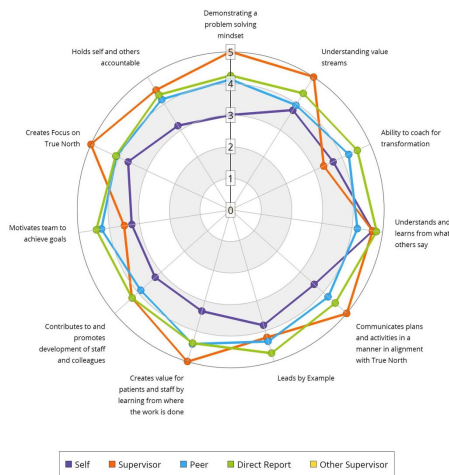 Demonstrating a
problem solving
mindset
Holds self and others
accountable
Understanding value
streams
5
4
3
2
1
0
Creates Focus on
True North
Ability to coach for
transformation
Motivates team to
achieve goals
Understands and
learns from what
others say
Contributes to and
promotes
development of staff
and colleagues
Communicates plans
and activities in a
manner in alignment
with True North
Creates value for
patients and staff by
learning from where
the work is done
Leads by Example
Self
Supervisor
Peer
Direct Report
Other Supervisor